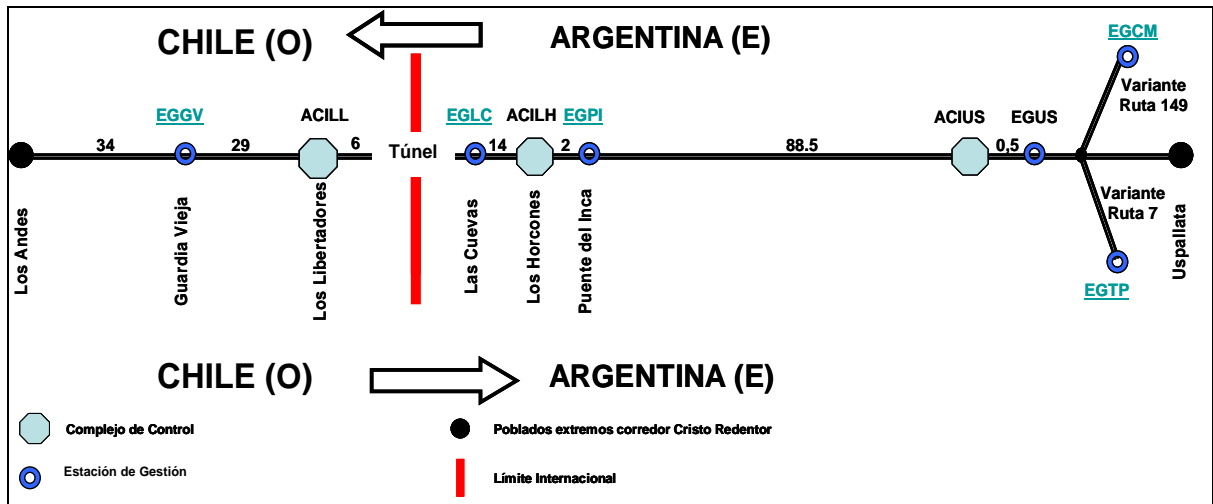 CHILE (O)
ARGENTINA (E)
EGCM
Variante
Ruta 149
EGGV
ACILL
EGLC
ACILH
EGPI
ACIUS
EGUS
34
29
6
Túnel
14
2
88.5
0,5
Variante
Ruta 7
EGTP
Los Andes
Guardia Vieja
Los Libertadores
Las Cuevas
Los Horcones
Puente del Inca
Uspallata
CHILE (O)
ARGENTINA (E)
Complejo de Control
Poblados extremos corredor Cristo Redentor
Estación de Gestión
Límite Internacional